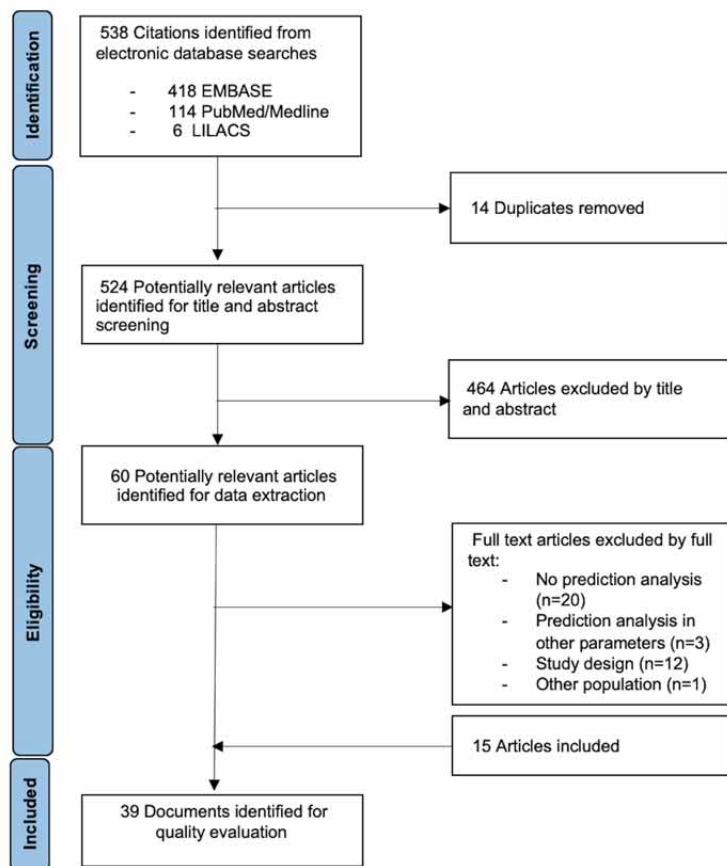 Identification
538 Citations identified from
electronic database searches
- 418 EMBASE
- 114 PubMed/Medline
- 6 LILACS
Screening
14 Duplicates removed
524 Potentially relevant articles
identified for title and abstract
screening
464 Articles excluded by title
and abstract
Eligibility
60 Potentially relevant articles
identified for data extraction
Full text articles excluded by full
text:
- No prediction analysis
(n=20)
- Prediction analysis in
other parameters (n=3)
- Study design (n=12)
- Other population (n=1)
15 Articles included
Included
39 Documents identified for
quality evaluation